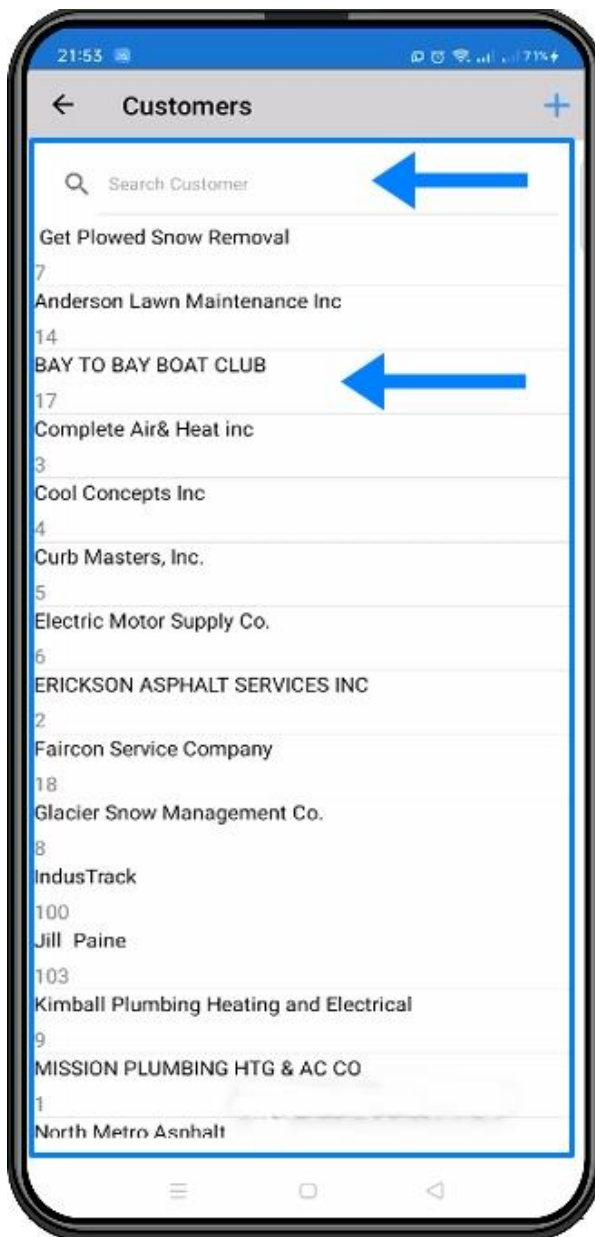 21:53
71%
Customers
Search Customer
Get Plowed Snow Removal
7
Anderson Lawn Maintenance Inc
14
BAY TO BAY BOAT CLUB
17
Complete Air& Heat inc
3
Cool Concepts Inc
4
Curb Masters, Inc.
5
Electric Motor Supply Co.
6
ERICKSON ASPHALT SERVICES INC
2
Faircon Service Company
18
Glacier Snow Management Co.
8
IndusTrack
100
Jill Paine
103
Kimball Plumbing Heating and Electrical
9
MISSION PLUMBING HTG & AC CO
1
North Metro Asphalt